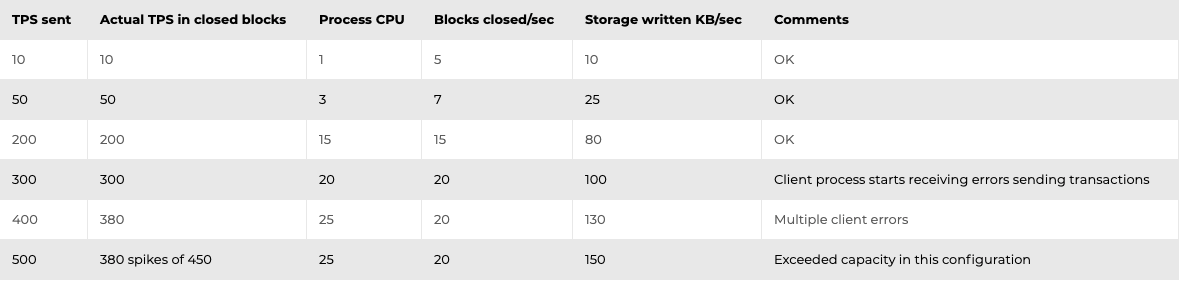 TPS sent Actual TPS in closed blocks Process CPU Blocks closed/sec Storage written KB/sec Comments
10 10 1 5 10 OK
50 50 3 7 25 OK
200 200 15 15 80 OK
300 300 20 20 100 Client process starts receiving errors sending transactions
400 380 25 20 130 Multiple client errors
500 380 spikes of 450 25 20 150 Exceeded capacity in this configuration